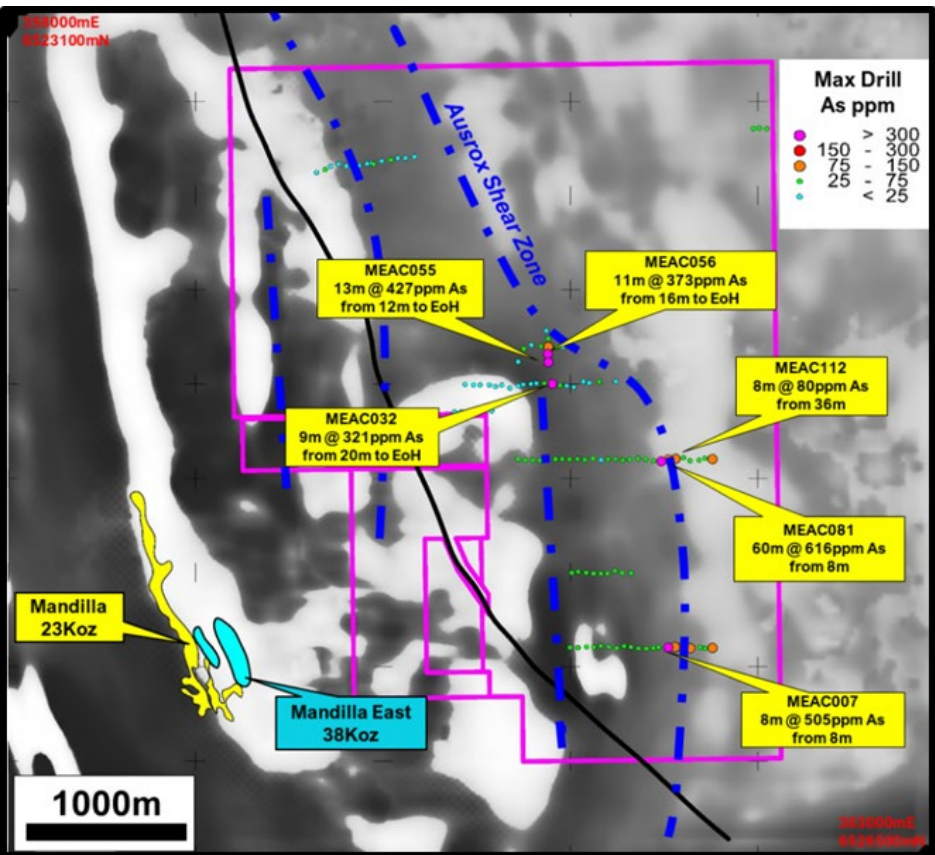 Max Drill
As ppm
> 300
150 - 300
75 - 150
25 - 75
< 25
Ausrox Shear Zone
MEAC055
13m @ 427ppm As
from 12m to EoH
MEAC056
11m @ 373ppm As
from 16m to EoH
MEAC112
8m @ 80ppm As
from 36m
MEAC032
9m @ 321ppm As
from 20m to EoH
MEAC081
60m @ 616ppm As
from 8m
Mandilla
23Koz
Mandilla East
38Koz
MEAC007
8m @ 505ppm As
from 8m
1000m